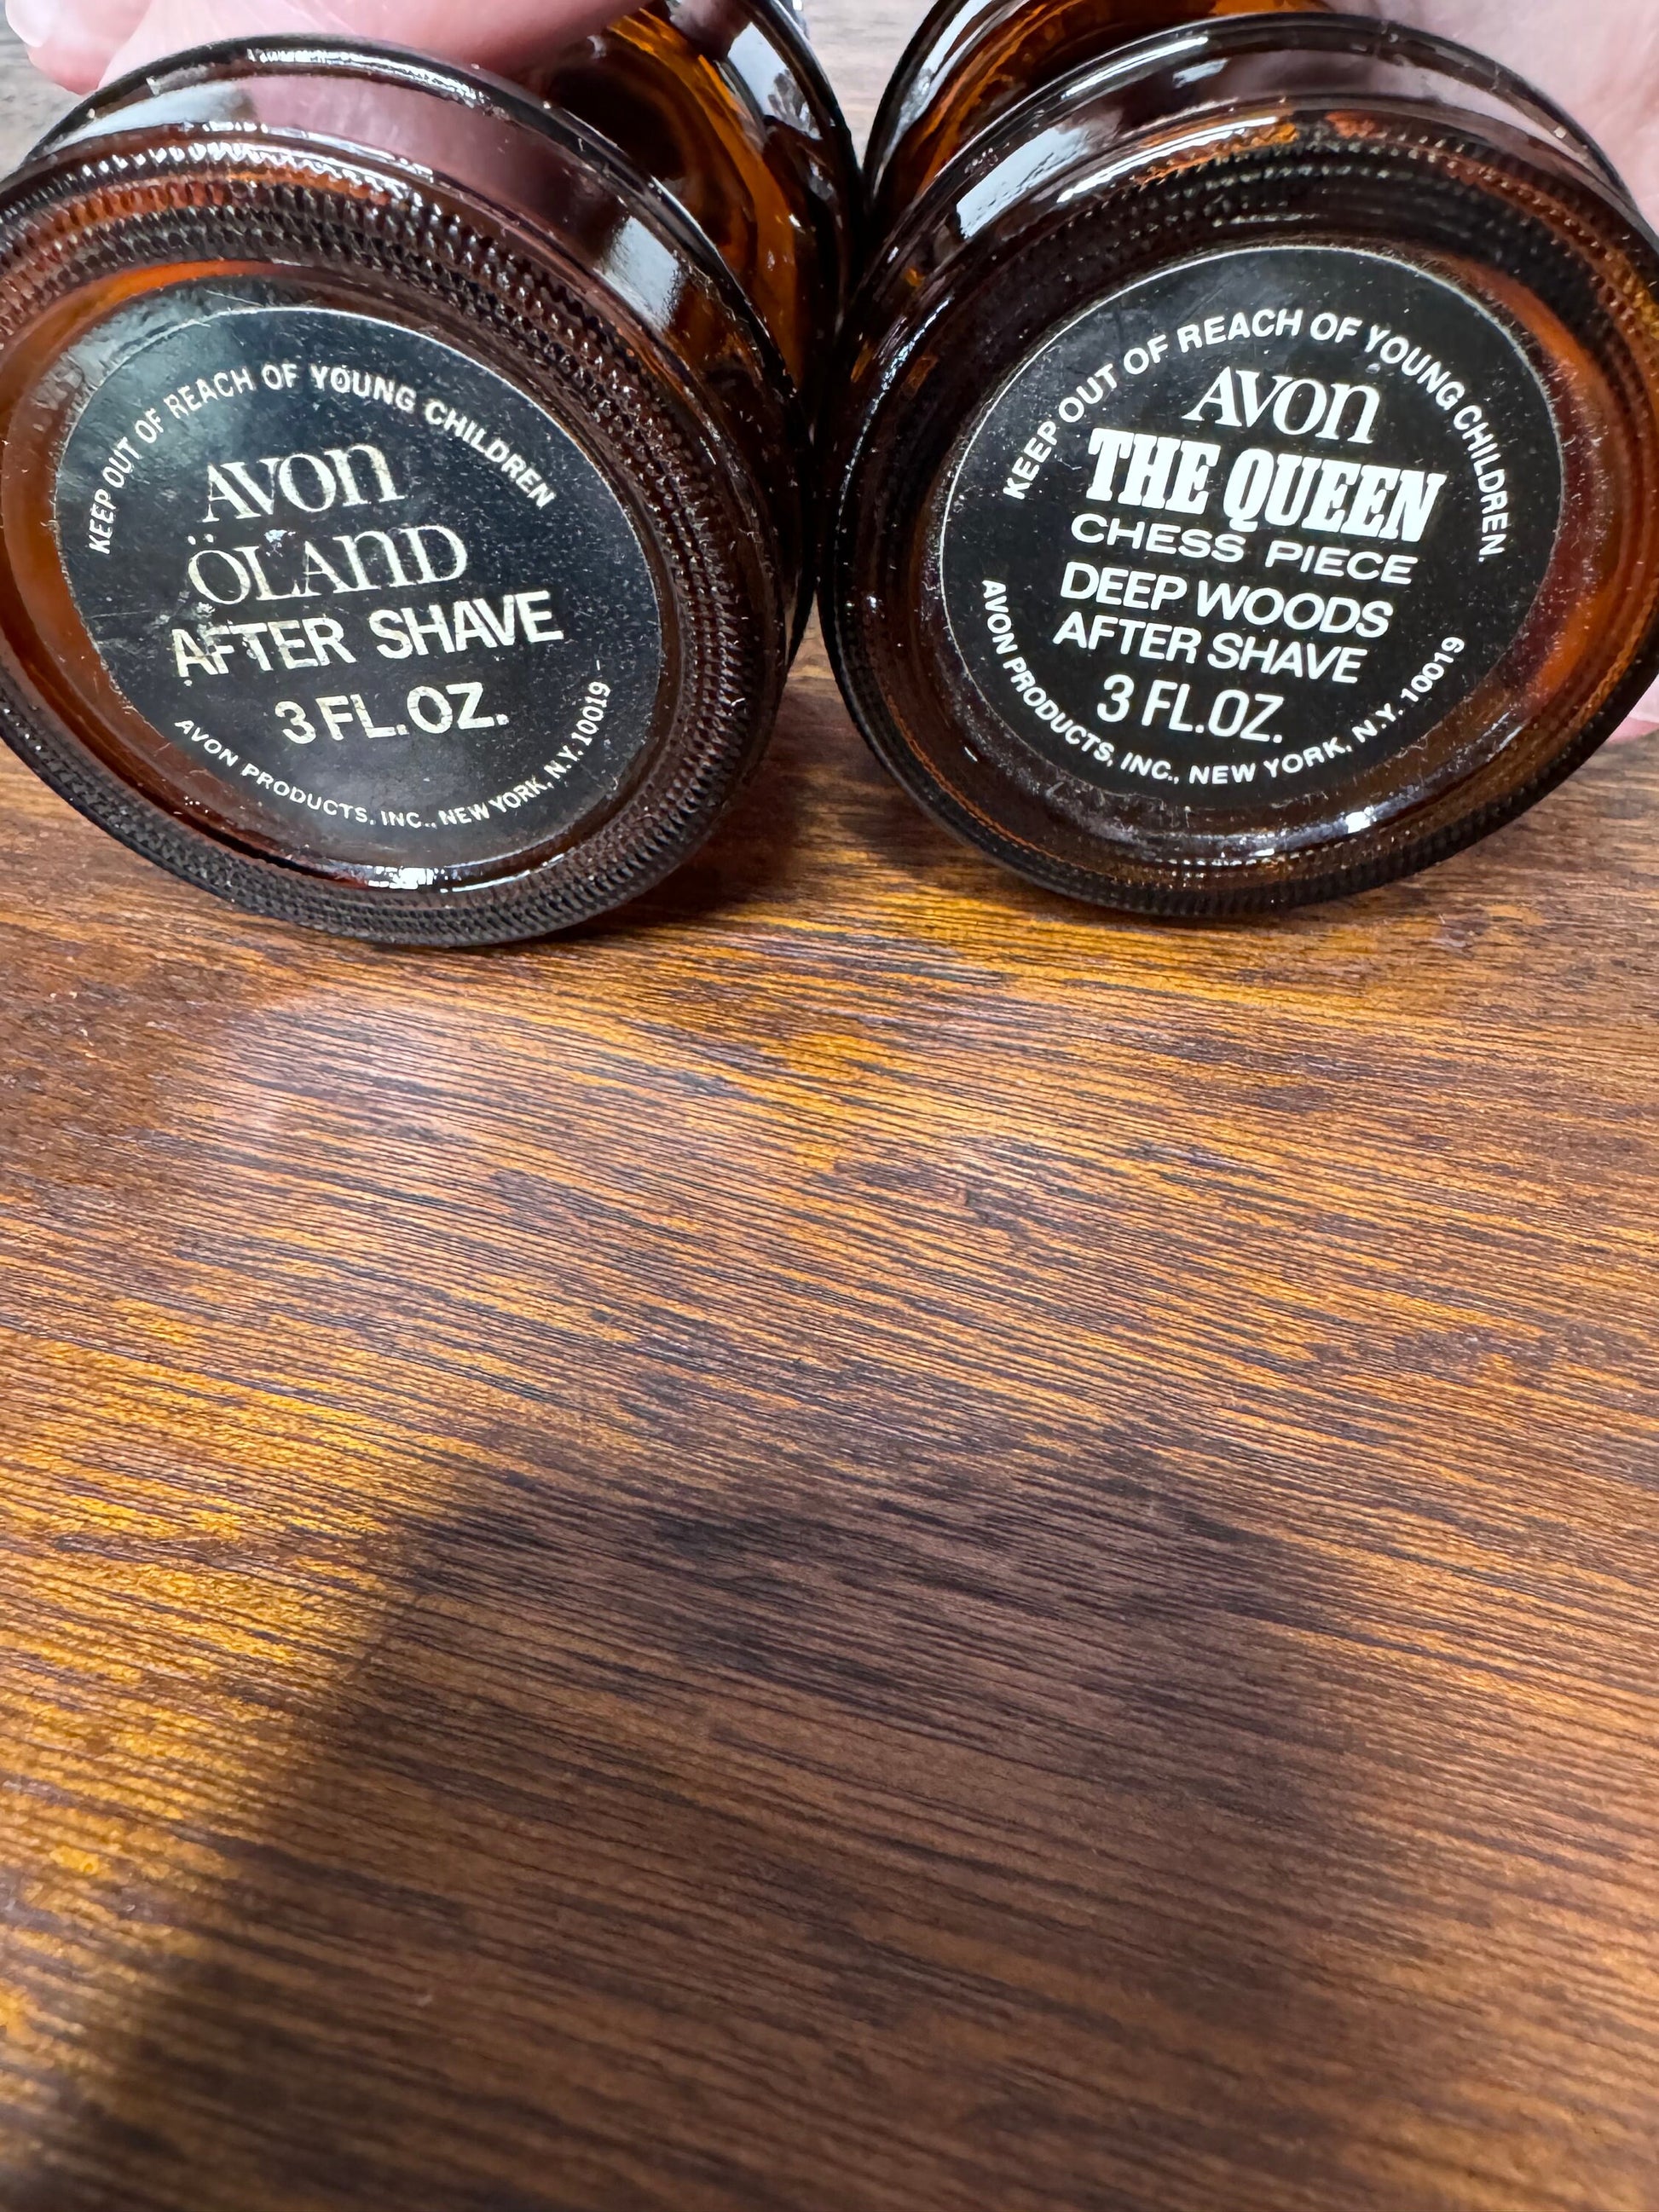 KEEP OUT OF REACH OF YOUNG CHILDREN
AVON
ÖLAND
AFTER SHAVE
3 FL.OZ.
AVON PRODUCTS, INC., NEW YORK, N.Y. 10019
KEEP OUT OF REACH OF YOUNG CHILDREN.
AVON
THE QUEEN
CHESS PIECE
DEEP WOODS
AFTER SHAVE
3 FL.OZ.
AVON PRODUCTS, INC., NEW YORK, N.Y. 10019